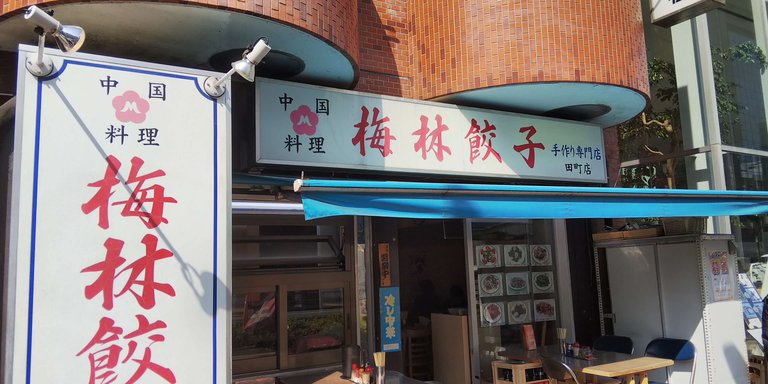 中国
料理
梅林餃
中国
料理
梅林餃子
手作り専門店
田町店
冷し中華